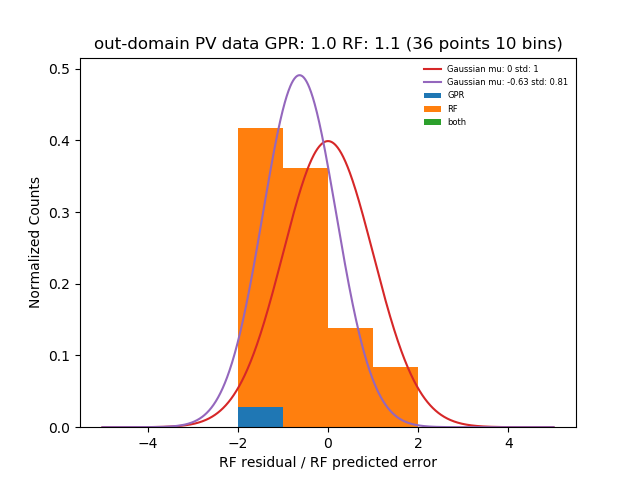 out-domain PV data GPR: 1.0 RF: 1.1 (36 points 10 bins)
Gaussian mu: 0 std: 1
Gaussian mu: -0.63 std: 0.81
GPR
RF
both
Normalized Counts
0.5
0.4
0.3
0.2
0.1
0.0
−4 −2 0 2 4
RF residual / RF predicted error